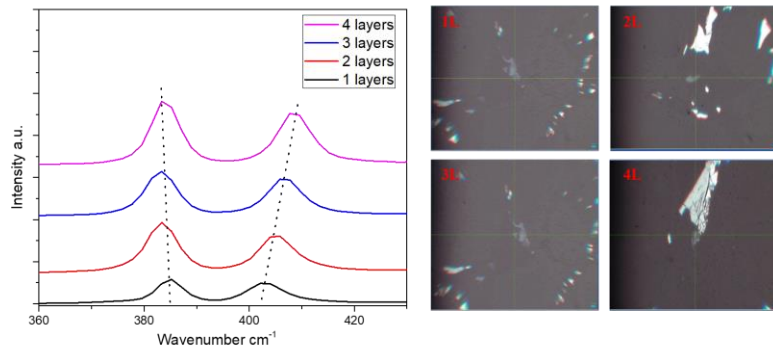 4 layers
3 layers
2 layers
1 layers
Intensity a.u.
360
380
400
420
Wavenumber cm⁻¹
1L
2L
3L
4L